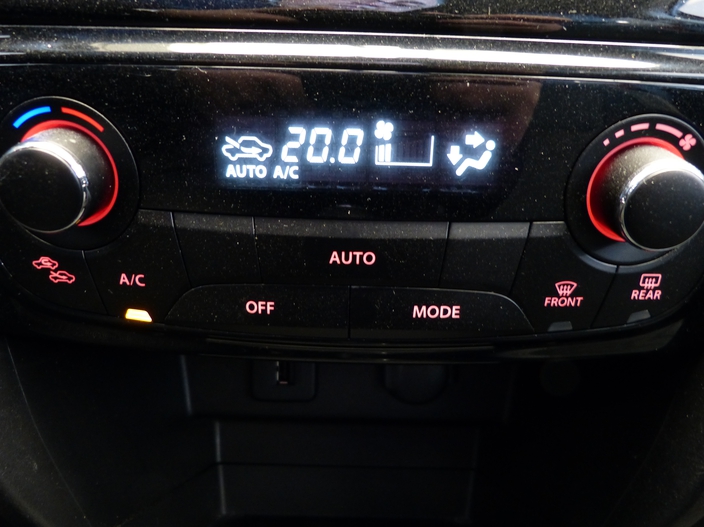 20.0
AUTO A/C
AUTO
A/C
OFF
MODE
FRONT
REAR